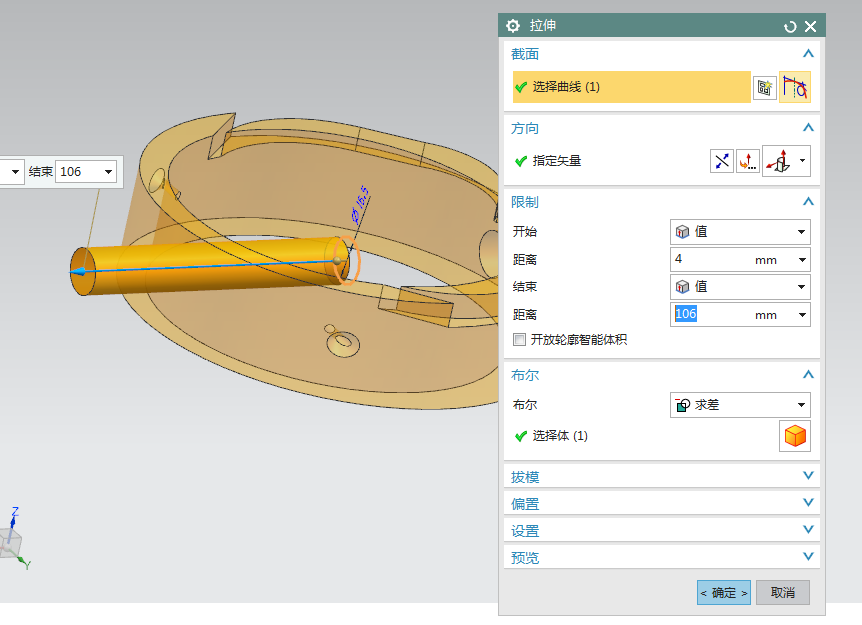 拉伸
截面
选择曲线 (1)
方向
指定矢量
限制
开始
值
距离
4 mm
结束
值
距离
106 mm
开放轮廓智能体积
布尔
布尔
求差
选择体 (1)
拔模
偏置
设置
预览
< 确定 >
取消
结束 106
Ø 16.5
Z
Y